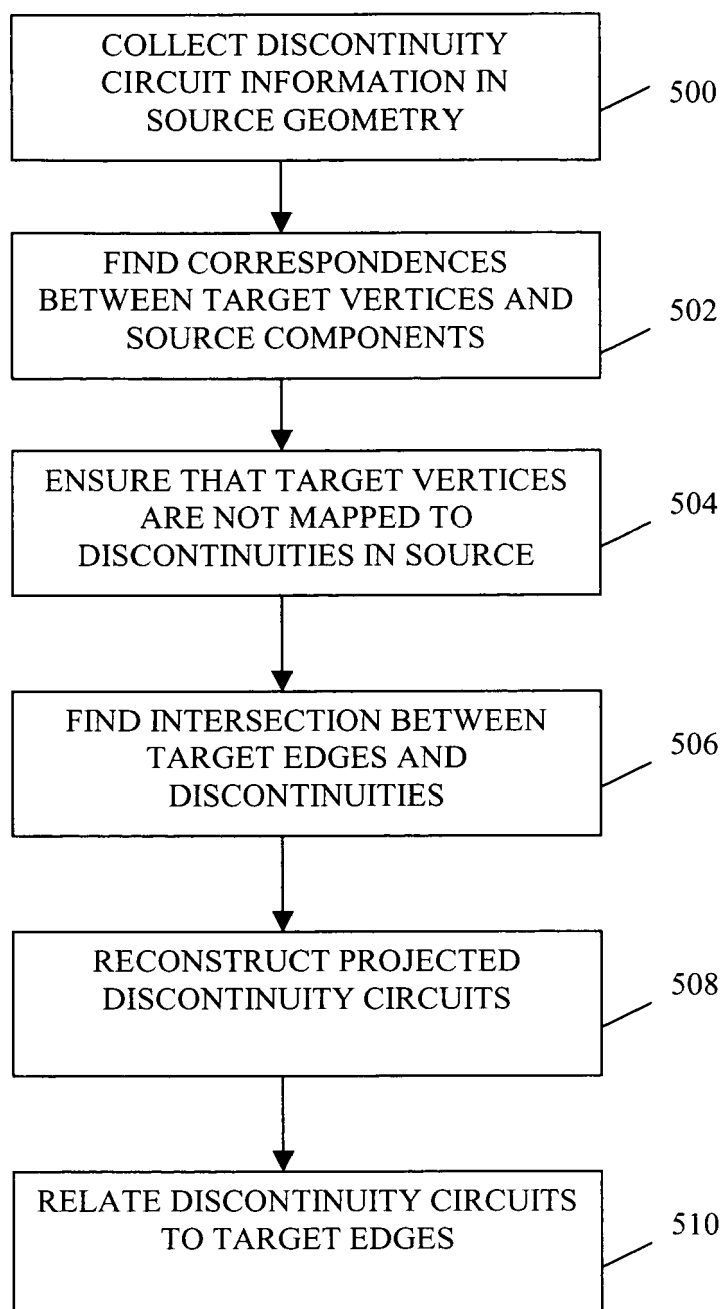 COLLECT DISCONTINUITY
CIRCUIT INFORMATION IN
SOURCE GEOMETRY
500
FIND CORRESPONDENCES
BETWEEN TARGET VERTICES AND
SOURCE COMPONENTS
502
ENSURE THAT TARGET VERTICES
ARE NOT MAPPED TO
DISCONTINUITIES IN SOURCE
504
FIND INTERSECTION BETWEEN
TARGET EDGES AND
DISCONTINUITIES
506
RECONSTRUCT PROJECTED
DISCONTINUITY CIRCUITS
508
RELATE DISCONTINUITY CIRCUITS
TO TARGET EDGES
510